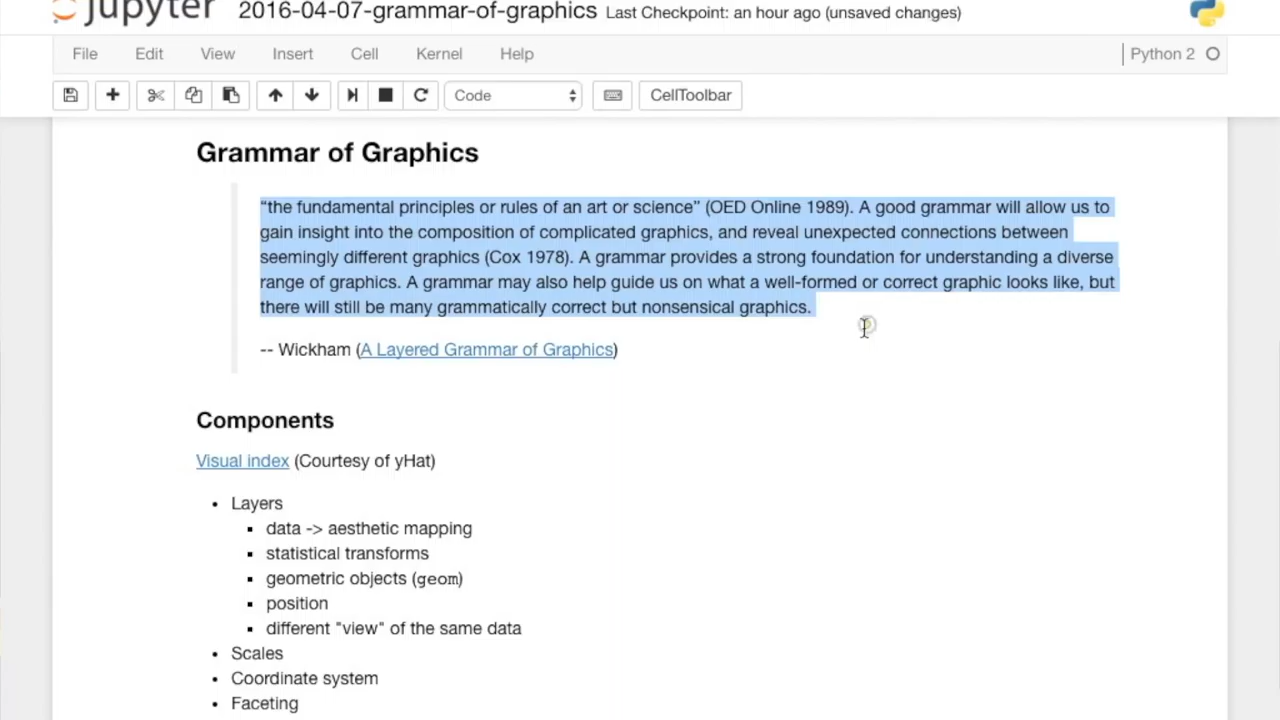 jupyter 2016-04-07-grammar-of-graphics Last Checkpoint: an hour ago (unsaved changes)
File Edit View Insert Cell Kernel Help Python 2
Code CellToolbar
Grammar of Graphics
“the fundamental principles or rules of an art or science” (OED Online 1989). A good grammar will allow us to
gain insight into the composition of complicated graphics, and reveal unexpected connections between
seemingly different graphics (Cox 1978). A grammar provides a strong foundation for understanding a diverse
range of graphics. A grammar may also help guide us on what a well-formed or correct graphic looks like, but
there will still be many grammatically correct but nonsensical graphics.
-- Wickham (A Layered Grammar of Graphics)
Components
Visual index (Courtesy of yHat)
• Layers
▪ data -> aesthetic mapping
▪ statistical transforms
▪ geometric objects (geom)
▪ position
▪ different "view" of the same data
• Scales
• Coordinate system
• Faceting